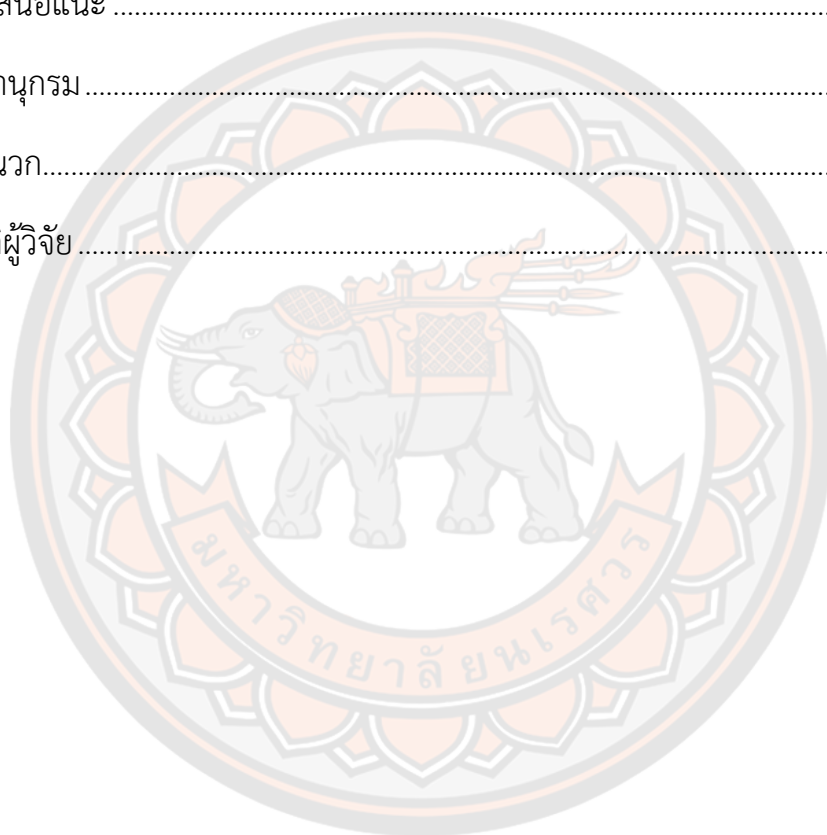 สนอแนะ ................................................................................
านุกรม ................................................................................
นวก................................................................................
ผู้วิจัย ................................................................................
มหาวิทยาลัยนเรศวร